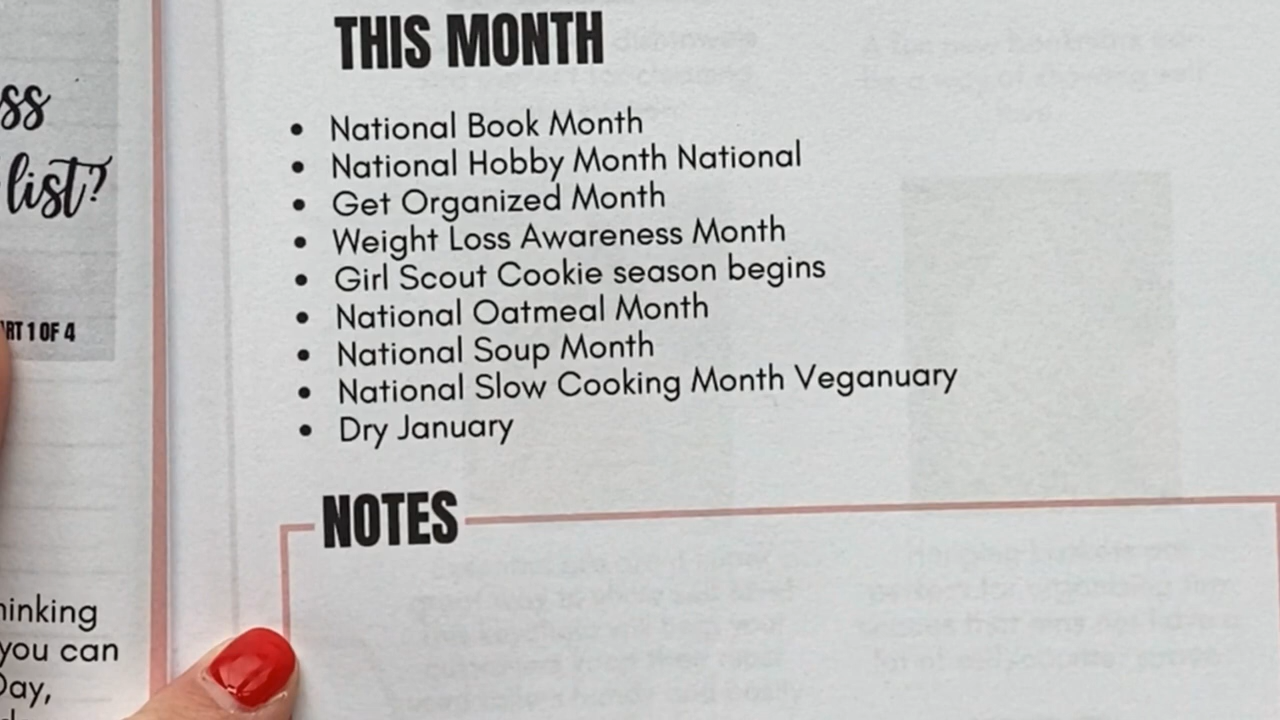 THIS MONTH
• National Book Month
• National Hobby Month National
• Get Organized Month
• Weight Loss Awareness Month
• Girl Scout Cookie season begins
• National Oatmeal Month
• National Soup Month
• National Slow Cooking Month Veganuary
• Dry January
NOTES
ss
list?
ART 1 OF 4
hinking
you can
Day,